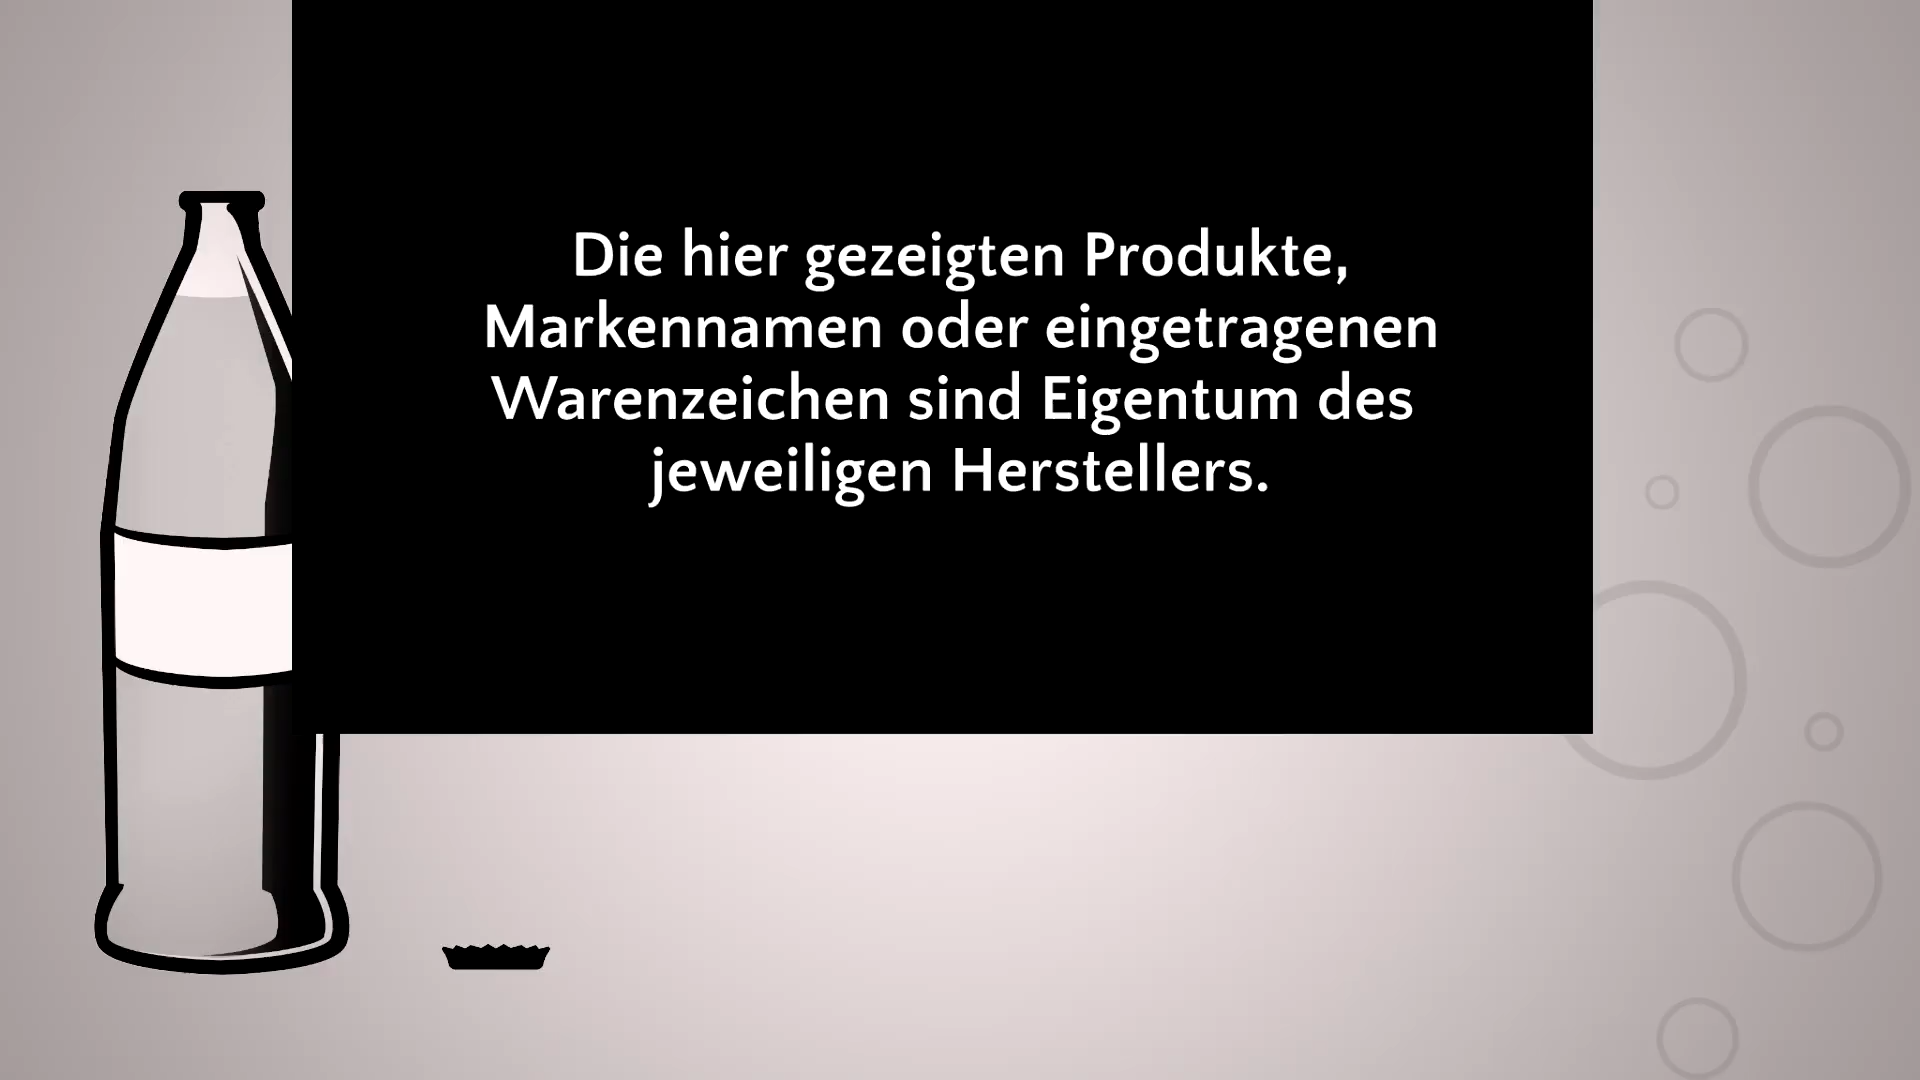 Die hier gezeigten Produkte,
Markennamen oder eingetragenen
Warenzeichen sind Eigentum des
jeweiligen Herstellers.